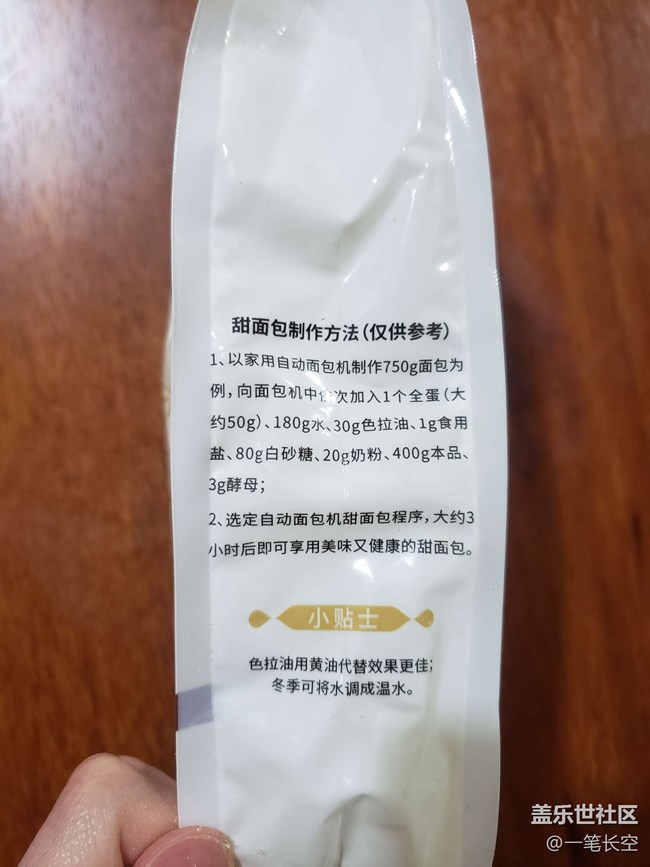 甜面包制作方法(仅供参考)
1、以家用自动面包机制作750g面包为
例，向面包机中依次加入1个全蛋(大
约50g)、180g水、30g色拉油、1g食用
盐、80g白砂糖、20g奶粉、400g本品、
3g酵母；
2、选定自动面包机甜面包程序，大约3
小时后即可享用美味又健康的甜面包。
小贴士
色拉油用黄油代替效果更佳；
冬季可将水调成温水。
盖乐世社区
@一笔长空